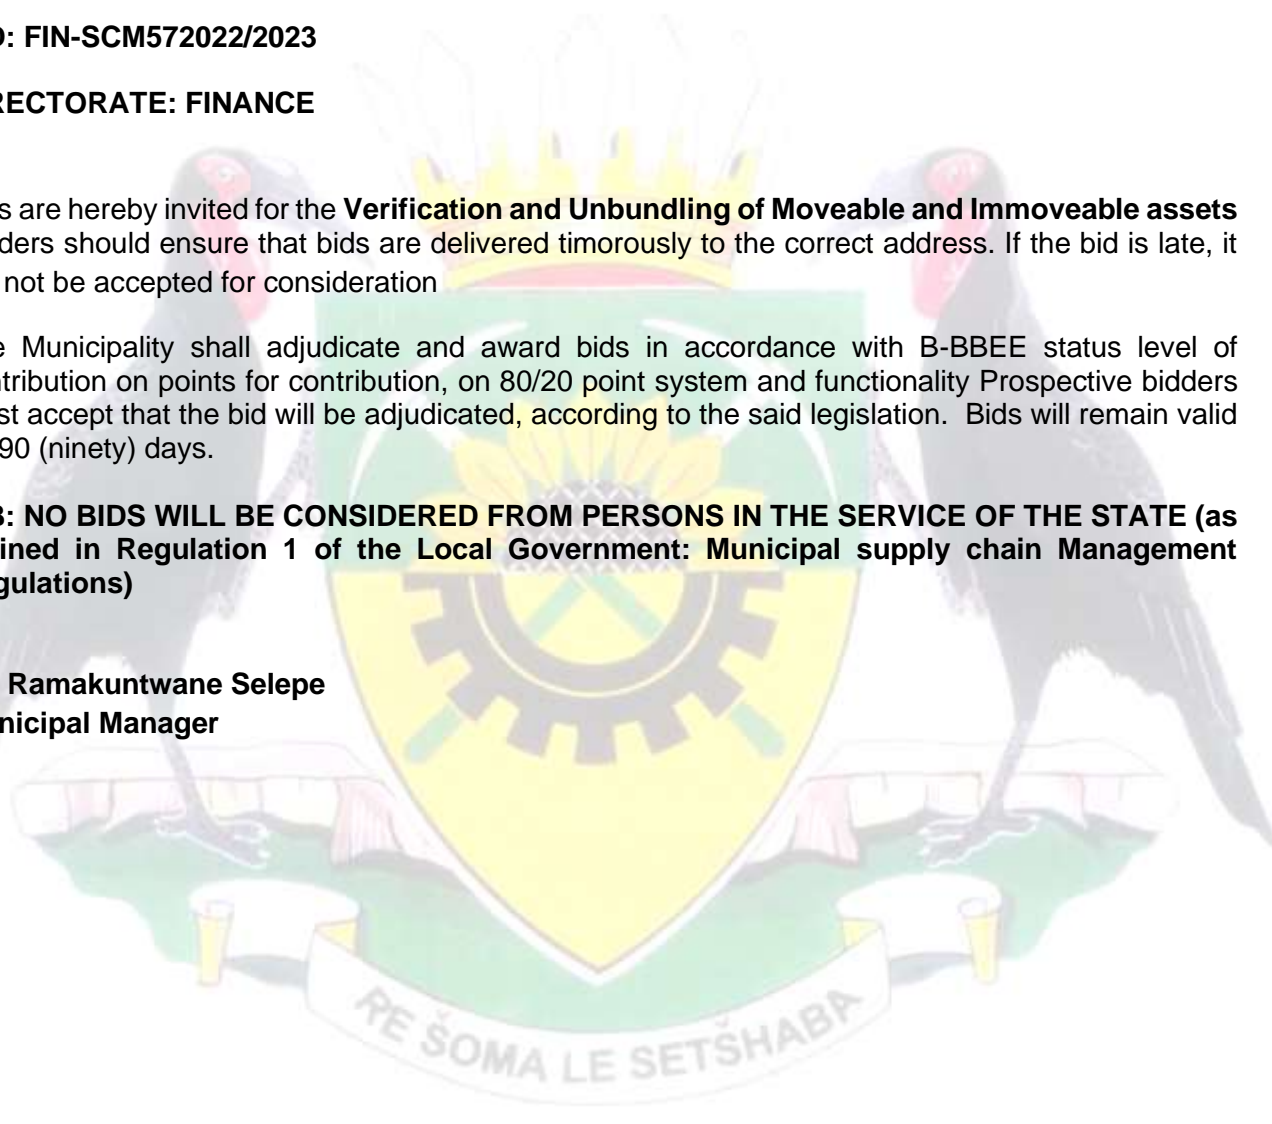 : FIN-SCM572022/2023
RECTORATE: FINANCE
s are hereby invited for the Verification and Unbundling of Moveable and Immoveable assets
ders should ensure that bids are delivered timorously to the correct address. If the bid is late, it
not be accepted for consideration
e Municipality shall adjudicate and award bids in accordance with B-BBEE status level of
ntribution on points for contribution, on 80/20 point system and functionality Prospective bidders
st accept that the bid will be adjudicated, according to the said legislation. Bids will remain valid
90 (ninety) days.
: NO BIDS WILL BE CONSIDERED FROM PERSONS IN THE SERVICE OF THE STATE (as
ined in Regulation 1 of the Local Government: Municipal supply chain Management
gulations)
Ramakuntwane Selepe
nicipal Manager
RE ŠOMA LE SETŠHABA